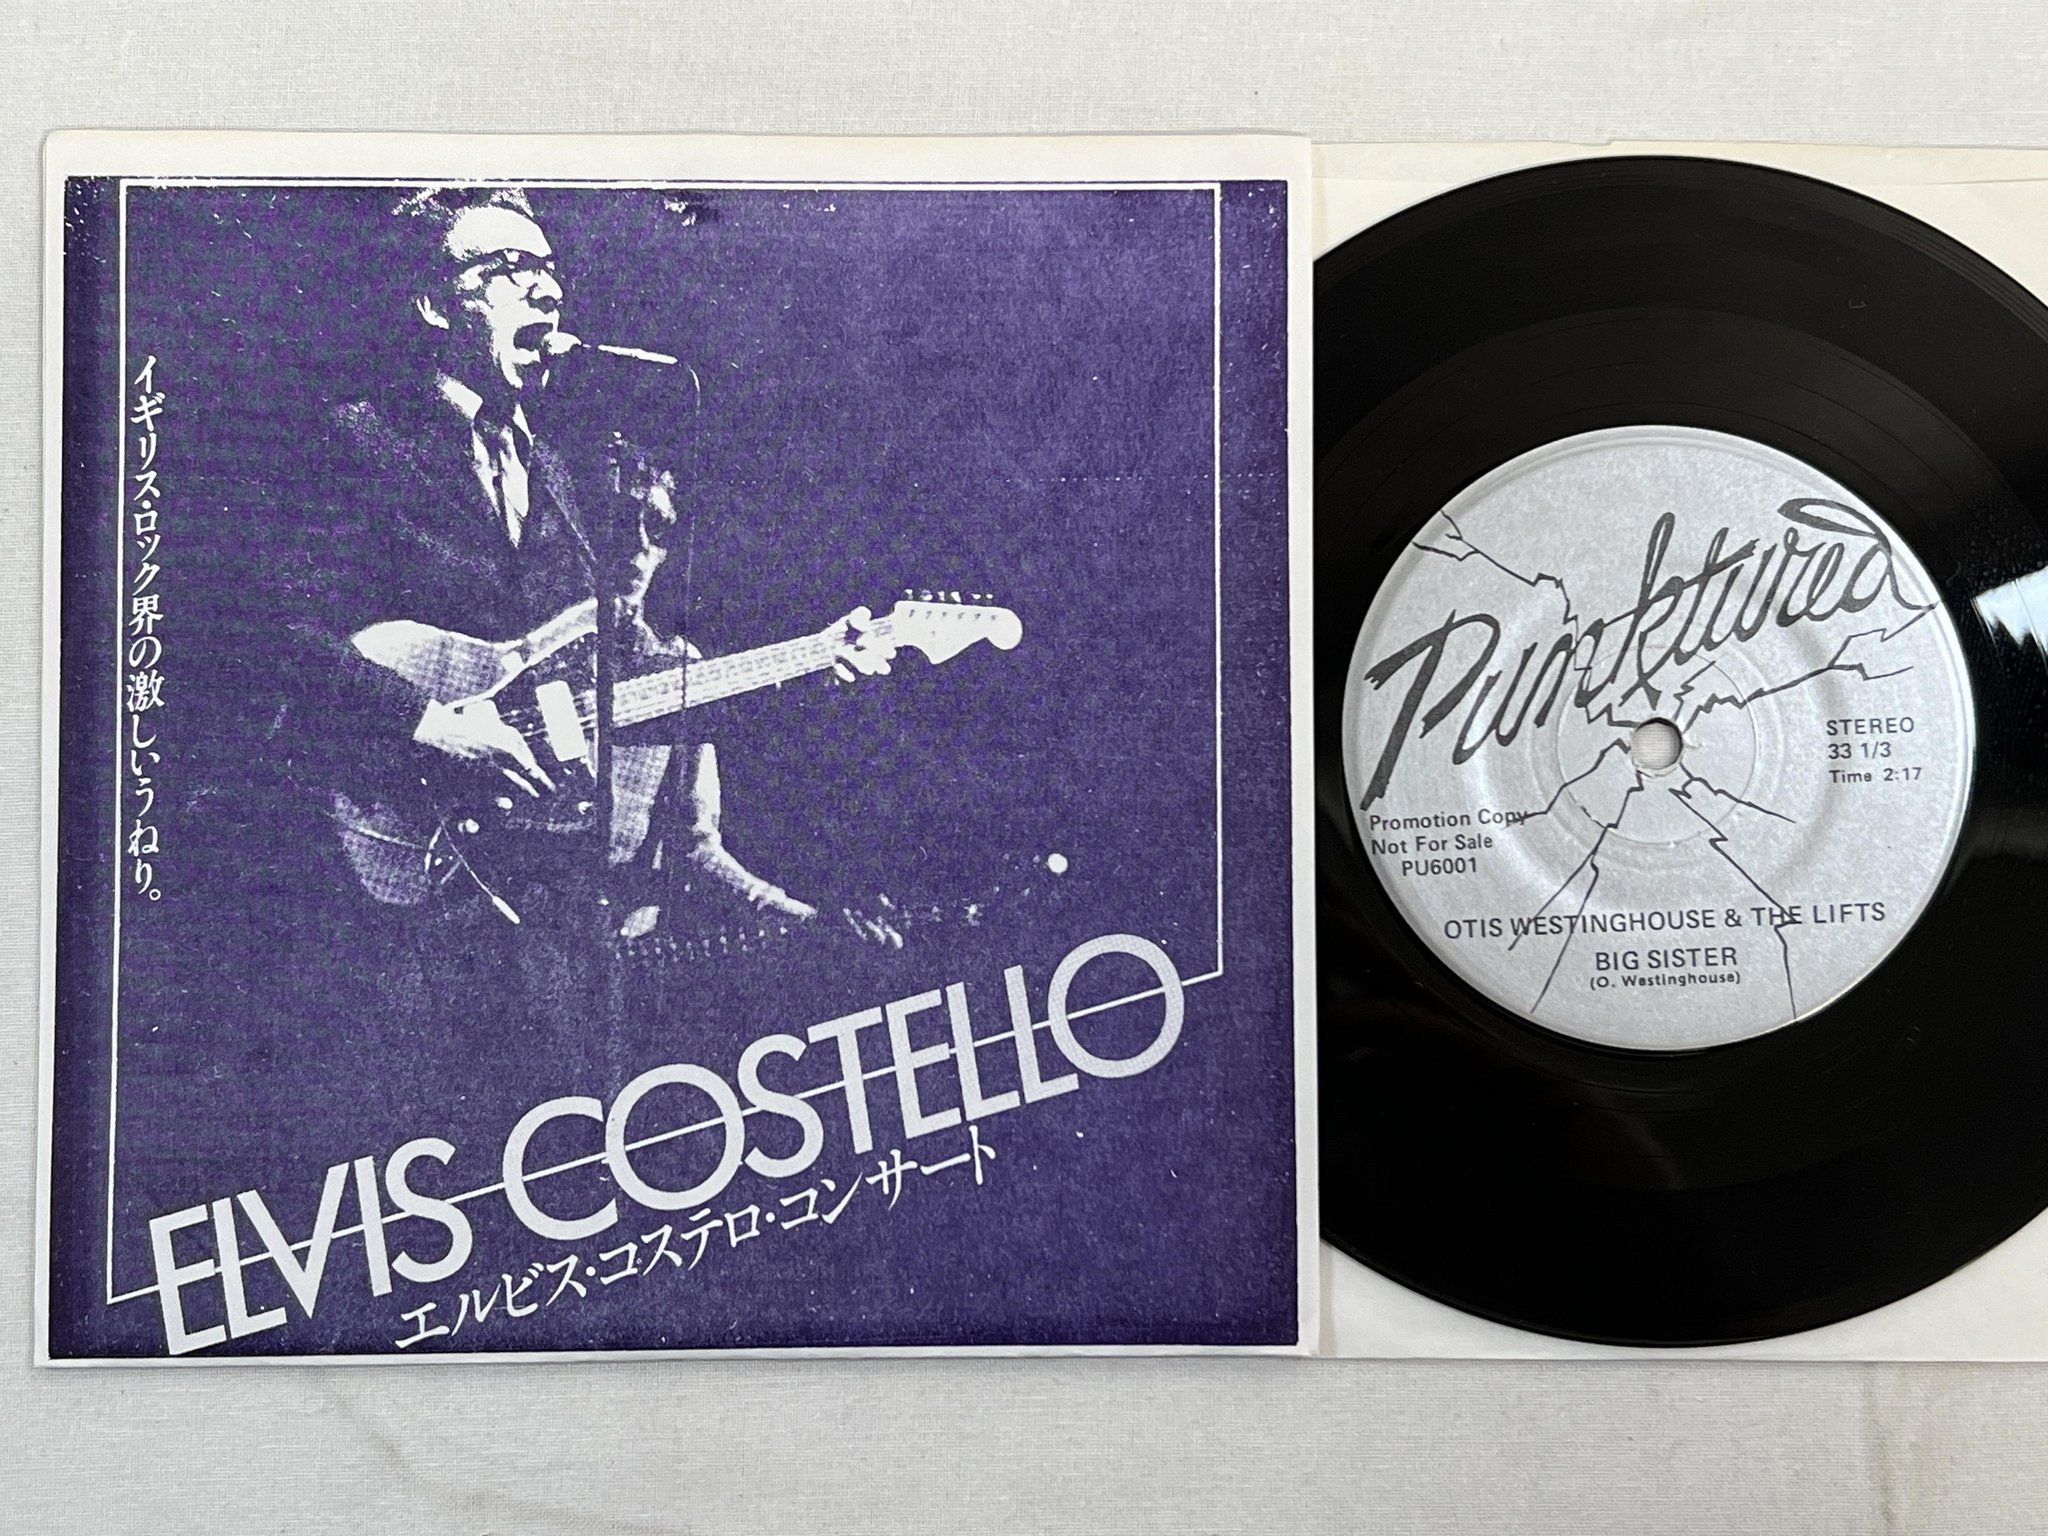 イギリス・ロック界の激しいうねり。
ELVIS COSTELLO
エルビス・コステロ・コンサート
Punktured
STEREO
33 1/3
Time 2:17
Promotion Copy
Not For Sale
PU6001
OTIS WESTINGHOUSE & THE LIFTS
BIG SISTER
(O. Westinghouse)